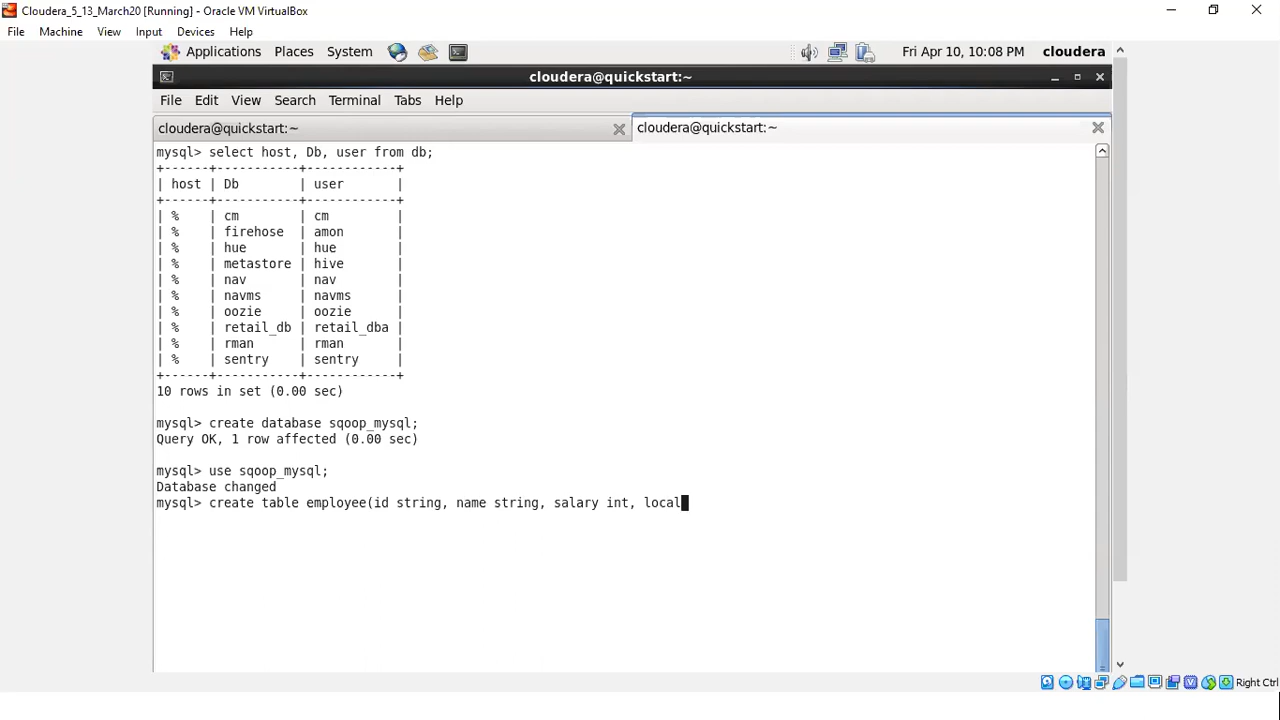 Cloudera_5_13_March20 [Running] - Oracle VM VirtualBox
File Machine View Input Devices Help
Applications Places System Fri Apr 10, 10:08 PM cloudera
cloudera@quickstart:~
File Edit View Search Terminal Tabs Help
cloudera@quickstart:~ cloudera@quickstart:~
mysql> select host, Db, user from db;
+------+-----------+------------+
| host | Db | user |
+------+-----------+------------+
| % | cm | cm |
| % | firehose | amon |
| % | hue | hue |
| % | metastore | hive |
| % | nav | nav |
| % | navms | navms |
| % | oozie | oozie |
| % | retail_db | retail_dba |
| % | rman | rman |
| % | sentry | sentry |
+------+-----------+------------+
10 rows in set (0.00 sec)
mysql> create database sqoop_mysql;
Query OK, 1 row affected (0.00 sec)
mysql> use sqoop_mysql;
Database changed
mysql> create table employee(id string, name string, salary int, local
Right Ctrl